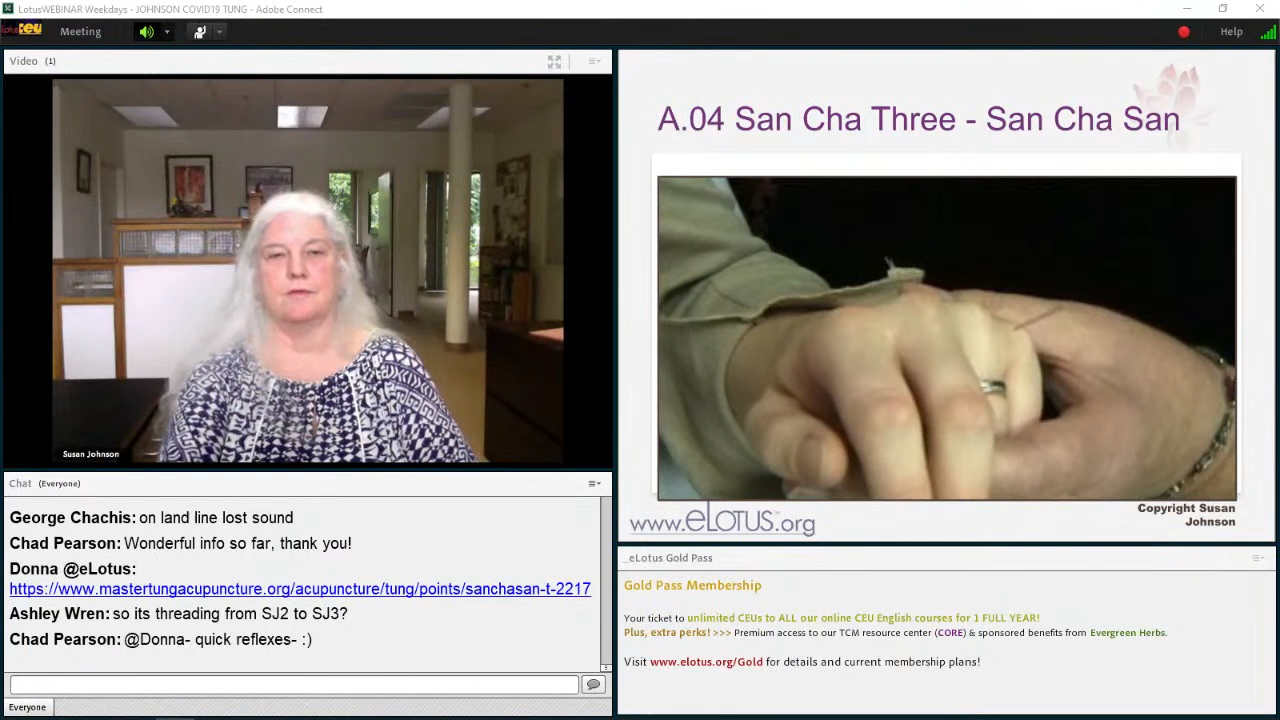 LotusWEBINAR Weekdays - JOHNSON COVID19 TUNG - Adobe Connect
Meeting
Help
Video (1)
Susan Johnson
A.04 San Cha Three - San Cha San
www.eLOTUS.org
Copyright Susan
Johnson
Chat (Everyone)
George Chachis: on land line lost sound
Chad Pearson: Wonderful info so far, thank you!
Donna @eLotus:
https://www.mastertungacupuncture.org/acupuncture/tung/points/sanchasan-t-2217
Ashley Wren: so its threading from SJ2 to SJ3?
Chad Pearson: @Donna- quick reflexes- :)
Everyone
_eLotus Gold Pass
Gold Pass Membership
Your ticket to unlimited CEUs to ALL our online CEU English courses for 1 FULL YEAR!
Plus, extra perks! >>> Premium access to our TCM resource center (CORE) & sponsored benefits from Evergreen Herbs.
Visit www.elotus.org/Gold for details and current membership plans!